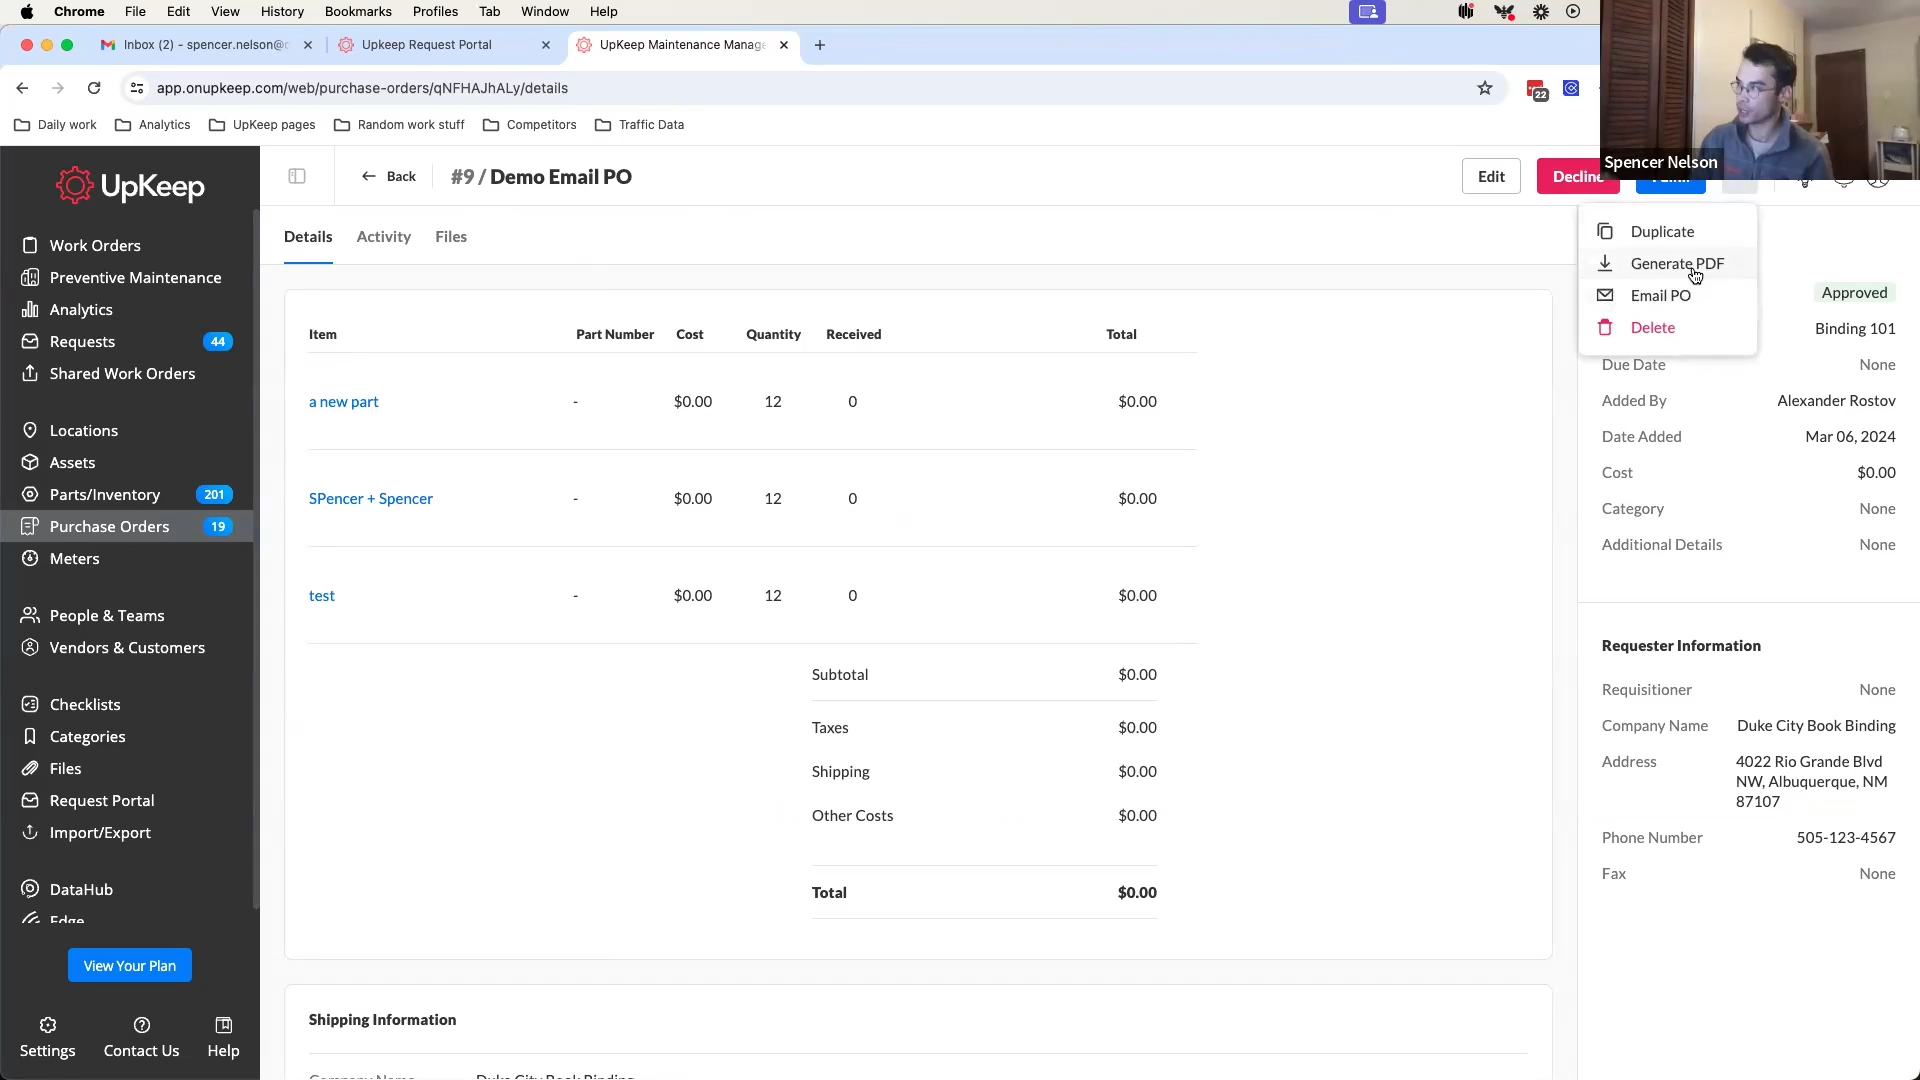 Chrome File Edit View History Bookmarks Profiles Tab Window Help
Inbox (2) - spencer.nelson@
Upkeep Request Portal
UpKeep Maintenance Manage
app.onupkeep.com/web/purchase-orders/qNFHAJhALy/details
22
Daily work
Analytics
UpKeep pages
Random work stuff
Competitors
Traffic Data
Spencer Nelson
UpKeep
Back
#9 / Demo Email PO
Edit
Decline
Work Orders
Preventive Maintenance
Analytics
Requests 44
Shared Work Orders
Locations
Assets
Parts/Inventory 201
Purchase Orders 19
Meters
People & Teams
Vendors & Customers
Checklists
Categories
Files
Request Portal
Import/Export
DataHub
Edge
View Your Plan
Settings
Contact Us
Help
Details Activity Files
Item Part Number Cost Quantity Received Total
a new part - $0.00 12 0 $0.00
SPencer + Spencer - $0.00 12 0 $0.00
test - $0.00 12 0 $0.00
Subtotal $0.00
Taxes $0.00
Shipping $0.00
Other Costs $0.00
Total $0.00
Shipping Information
Company Name Duke City Book Binding
Duplicate
Generate PDF
Email PO
Delete
Approved
Binding 101
Due Date None
Added By Alexander Rostov
Date Added Mar 06, 2024
Cost $0.00
Category None
Additional Details None
Requester Information
Requisitioner None
Company Name Duke City Book Binding
Address 4022 Rio Grande Blvd
NW, Albuquerque, NM
87107
Phone Number 505-123-4567
Fax None